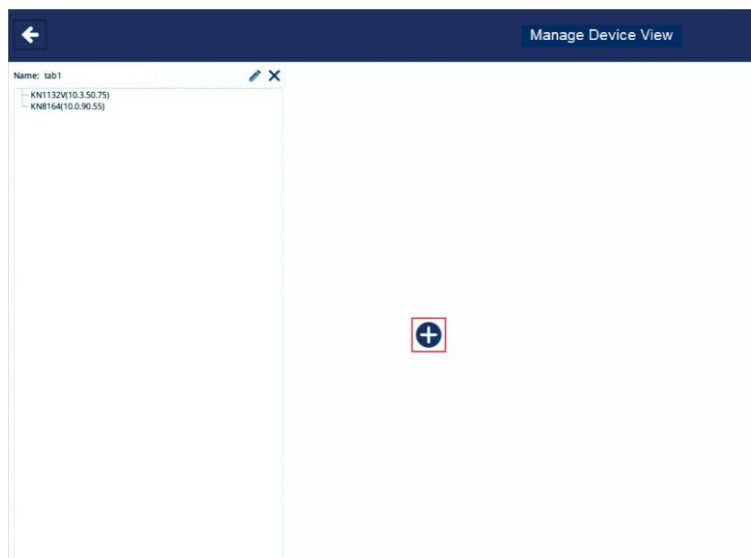 Manage Device View
Name: tab1
KN1132V(10.3.50.75)
KN8164(10.0.90.55)